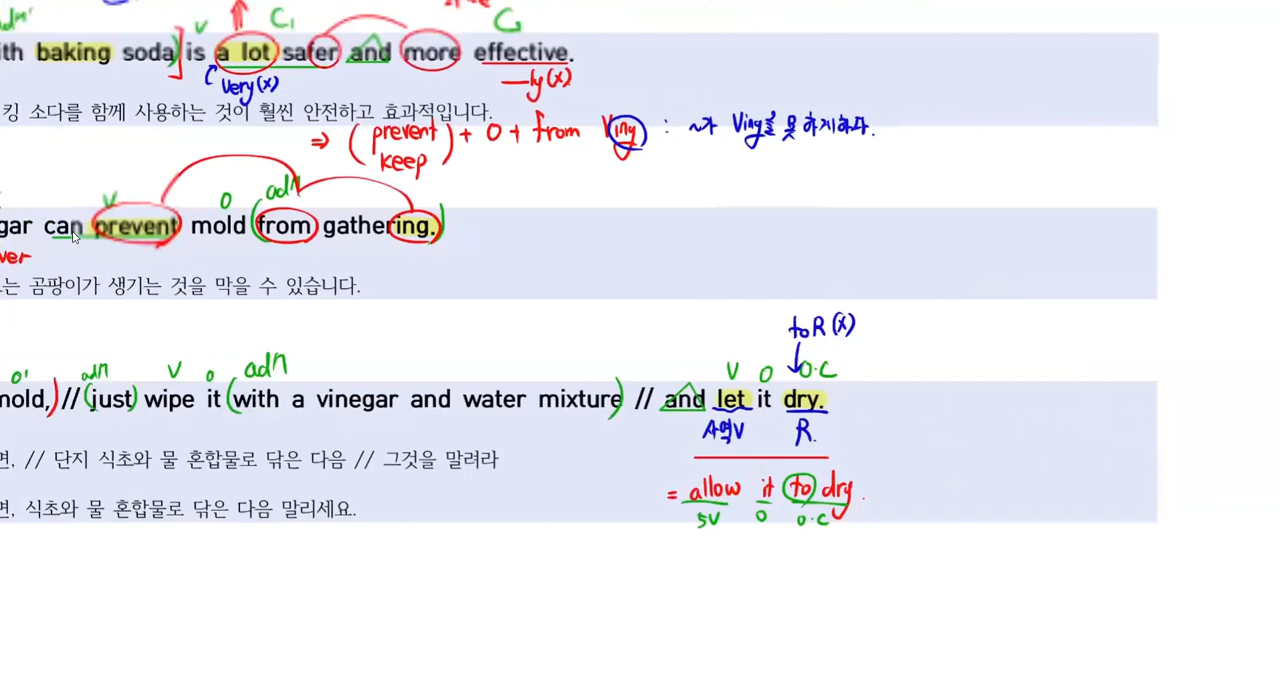 adn' V C₁ C₂
ith baking soda] is a lot safer and more effective.
very(x) —ly(x)
킹 소다를 함께 사용하는 것이 훨씬 안전하고 효과적입니다.
⇒ (prevent keep) + O + from Ving : ~가 Ving을 못하게하다.
V O adn
gar can prevent mold (from gathering.)
ver
는 곰팡이가 생기는 것을 막을 수 있습니다.
toR (x)
O' adn V o adn V O O·C
mold,) // (just) wipe it (with a vinegar and water mixture) // and let it dry.
사역V R.
면, // 단지 식초와 물 혼합물로 닦은 다음 // 그것을 말려라
= allow it to dry.
면, 식초와 물 혼합물로 닦은 다음 말리세요.
5V O O·C